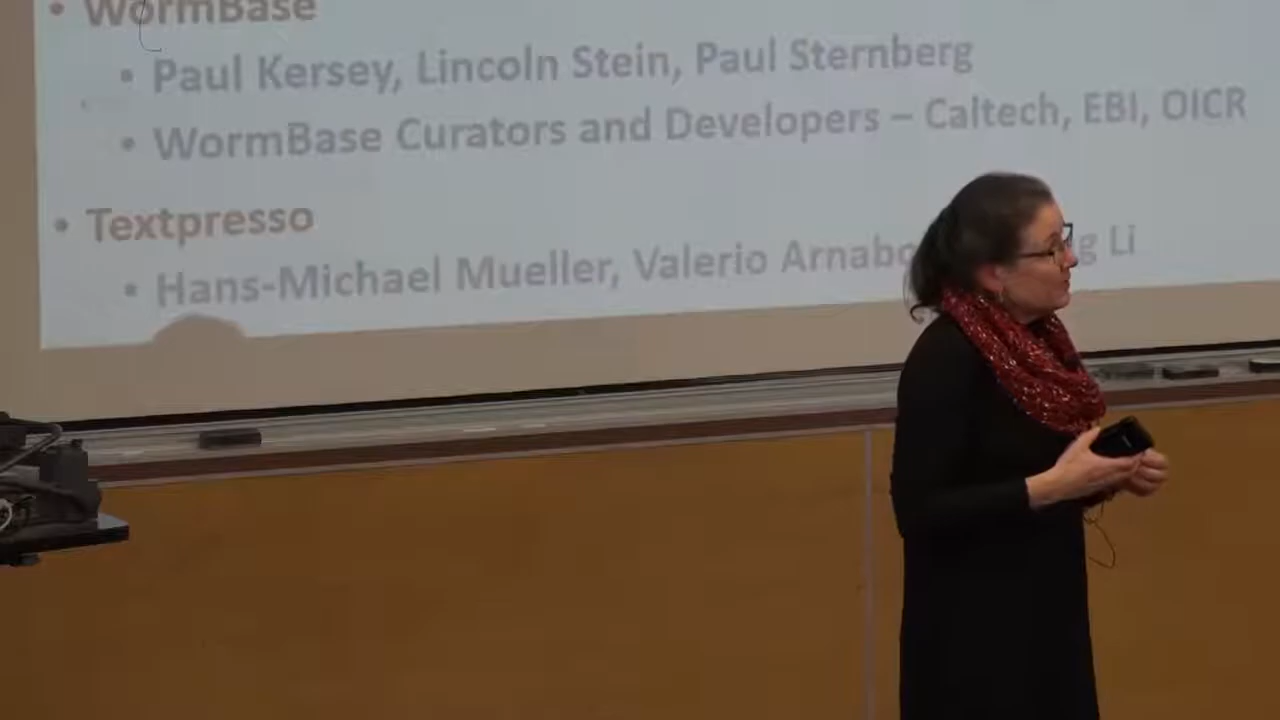 • WormBase
• Paul Kersey, Lincoln Stein, Paul Sternberg
• WormBase Curators and Developers – Caltech, EBI, OICR
• Textpresso
• Hans-Michael Mueller, Valerio Li